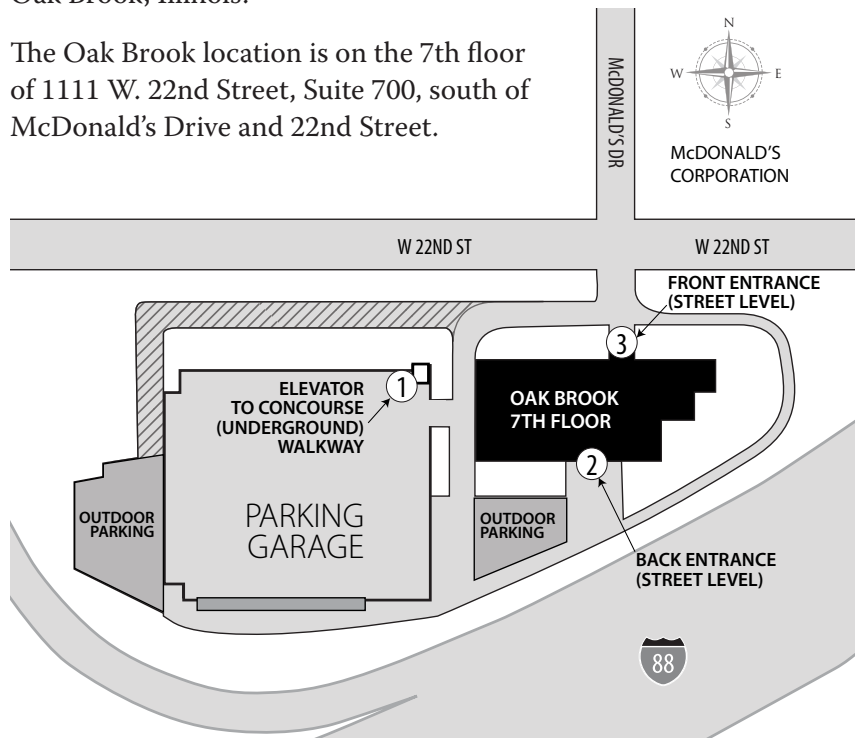 Oak Brook, Illinois.
The Oak Brook location is on the 7th floor
of 1111 W. 22nd Street, Suite 700, south of
McDonald’s Drive and 22nd Street.
N
W
E
S
McDONALD'S DR
McDONALD'S
CORPORATION
W 22ND ST
W 22ND ST
FRONT ENTRANCE
(STREET LEVEL)
3
1
ELEVATOR
TO CONCOURSE
(UNDERGROUND)
WALKWAY
OAK BROOK
7TH FLOOR
2
OUTDOOR
PARKING
PARKING
GARAGE
OUTDOOR
PARKING
BACK ENTRANCE
(STREET LEVEL)
88